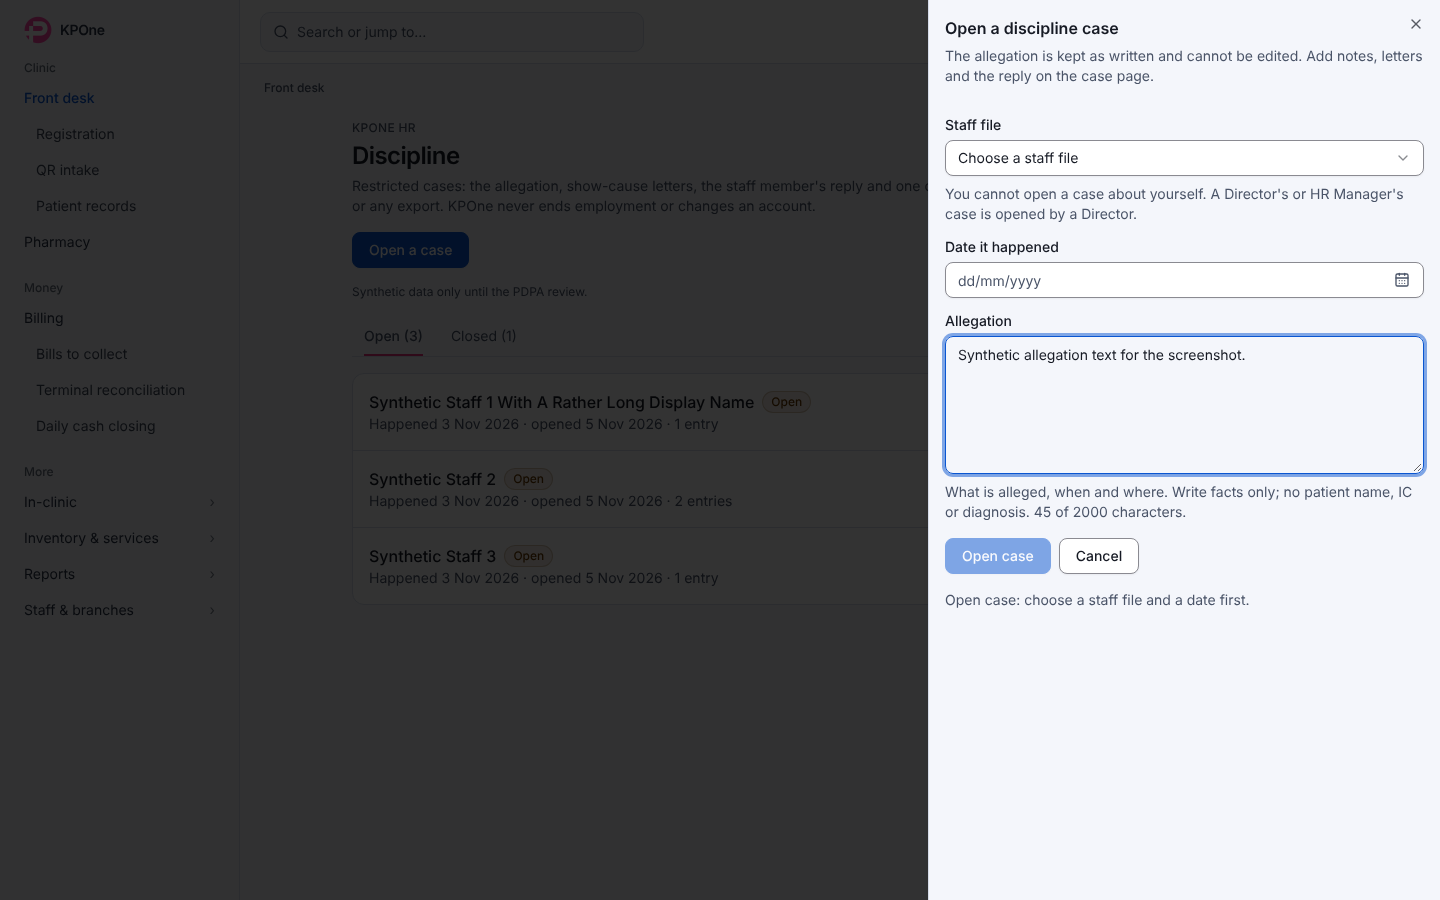 KPOne
Clinic
Front desk
Registration
QR intake
Patient records
Pharmacy
Money
Billing
Bills to collect
Terminal reconciliation
Daily cash closing
More
In-clinic
Inventory & services
Reports
Staff & branches
Search or jump to...
Front desk
KPONE HR
Discipline
Restricted cases: the allegation, show-cause letters, the staff member's reply and one
or any export. KPOne never ends employment or changes an account.
Open a case
Synthetic data only until the PDPA review.
Open (3)
Closed (1)
Synthetic Staff 1 With A Rather Long Display Name Open
Happened 3 Nov 2026 · opened 5 Nov 2026 · 1 entry
Synthetic Staff 2 Open
Happened 3 Nov 2026 · opened 5 Nov 2026 · 2 entries
Synthetic Staff 3 Open
Happened 3 Nov 2026 · opened 5 Nov 2026 · 1 entry
Open a discipline case
The allegation is kept as written and cannot be edited. Add notes, letters
and the reply on the case page.
Staff file
Choose a staff file
You cannot open a case about yourself. A Director's or HR Manager's
case is opened by a Director.
Date it happened
dd/mm/yyyy
Allegation
Synthetic allegation text for the screenshot.
What is alleged, when and where. Write facts only; no patient name, IC
or diagnosis. 45 of 2000 characters.
Open case
Cancel
Open case: choose a staff file and a date first.